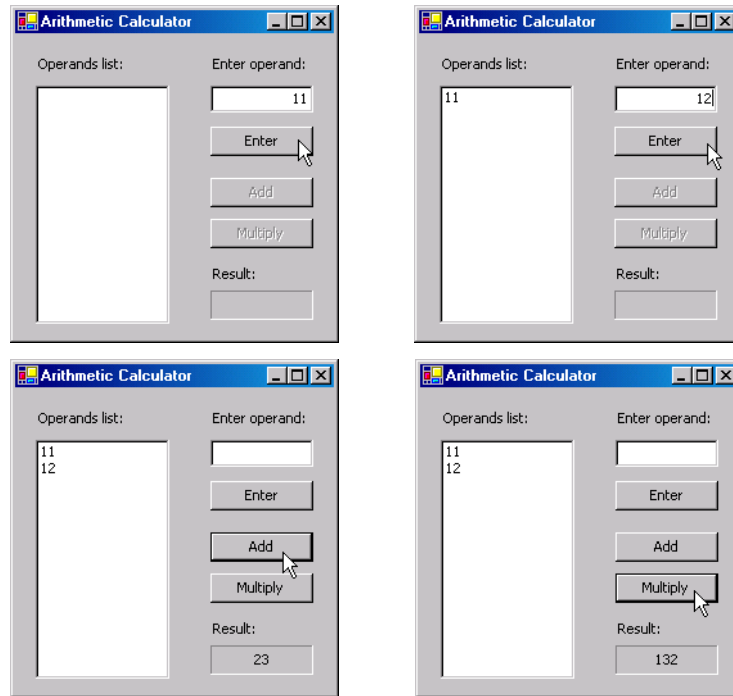 Arithmetic Calculator
Operands list:
Enter operand:
11
Enter
Add
Multiply
Result:
Arithmetic Calculator
Operands list:
Enter operand:
11
12
Enter
Add
Multiply
Result:
Arithmetic Calculator
Operands list:
Enter operand:
11
12
Enter
Add
Multiply
Result:
23
Arithmetic Calculator
Operands list:
Enter operand:
11
12
Enter
Add
Multiply
Result:
132